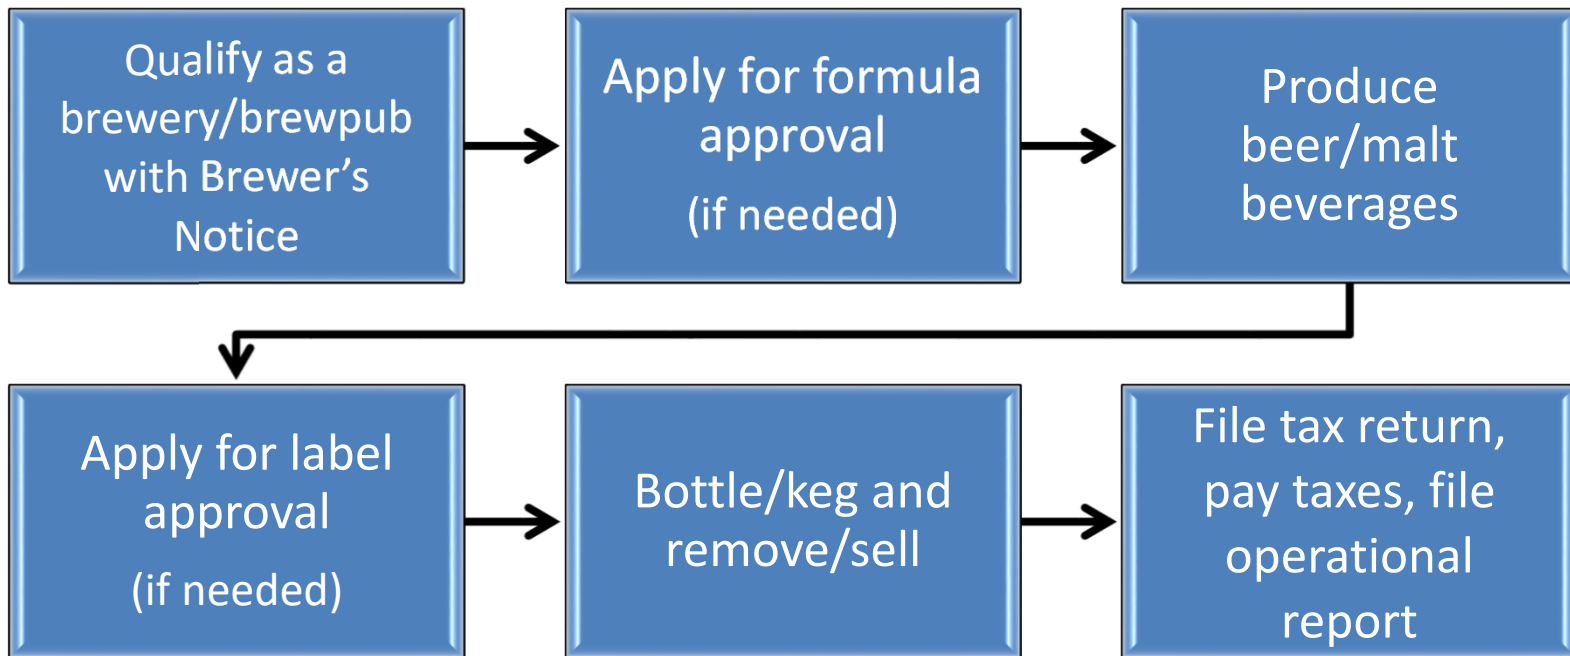 Qualify as a
brewery/brewpub
with Brewer’s
Notice
Apply for formula
approval
(if needed)
Produce
beer/malt
beverages
Apply for label
approval
(if needed)
Bottle/keg and
remove/sell
File tax return,
pay taxes, file
operational
report